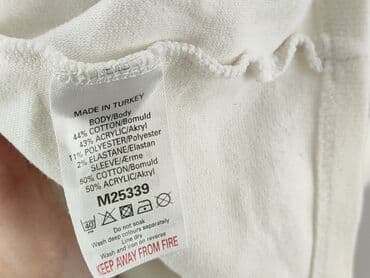 MADE IN TURKEY
BODY/Body
44% COTTON/Bomuld
43% ACRYLIC/Akryl
11% POLYESTER/Polyester
2% ELASTANE/Elastan
SLEEVE/Ærme
50% COTTON/Bomuld
50% ACRYLIC/Akryl
M25339
40
Do not soak
Wash deep colours separately
Line dry
Wash and iron on reverse
KEEP AWAY FROM FIRE